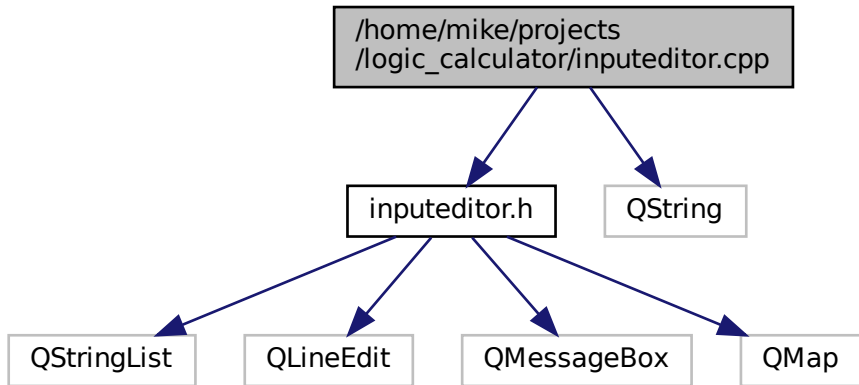 /home/mike/projects
/logic_calculator/inputeditor.cpp
inputeditor.h
QString
QStringList
QLineEdit
QMessageBox
QMap